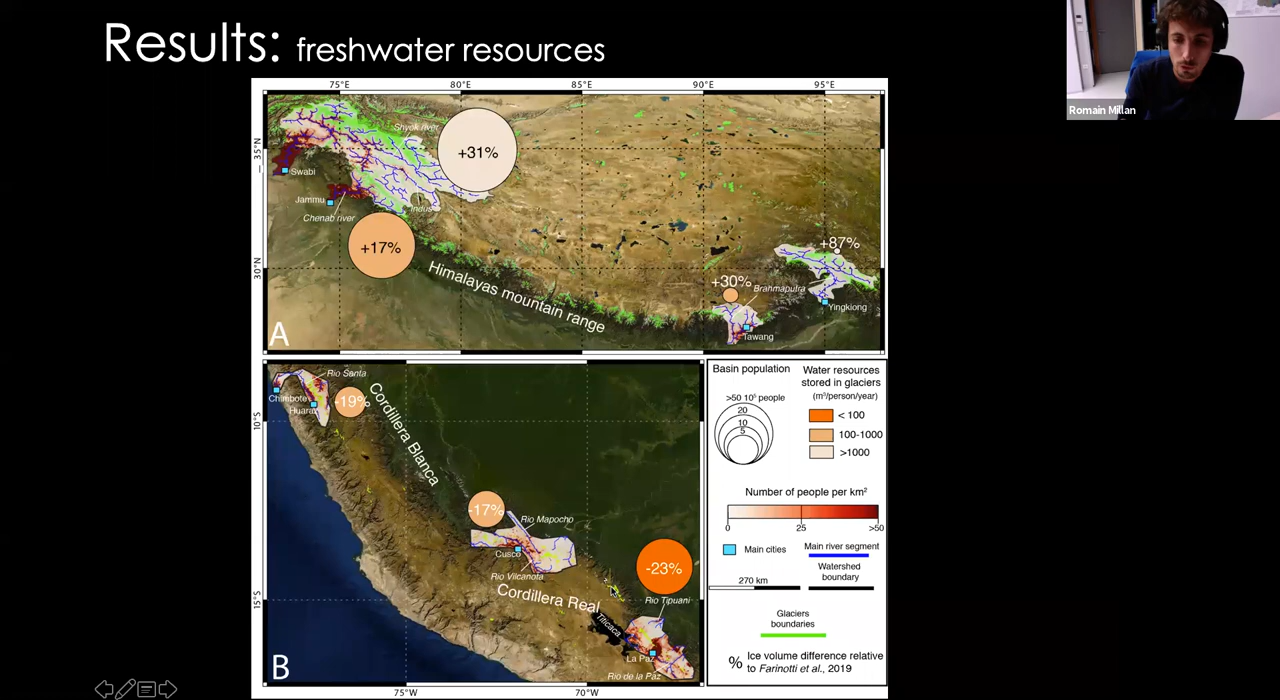 Results: freshwater resources
Romain Millan
75°E 80°E 85°E 90°E 95°E
35°N
30°N
Shyok river
+31%
Swabi
Jammu
Indus
Chenab river
+17%
Himalayas mountain range
+87%
+30%
Brahmaputra
Yingkiong
Tawang
A
Rio Santa
Chimbote
Huaraz
-19%
Cordillera Blanca
10°S
-17%
Rio Mapocho
Cusco
Rio Vilcanota
-23%
Cordillera Real
Rio Tipuani
15°S
Titicaca
La Paz
Rio de la Paz
B
75°W 70°W
Basin population
>50 10⁵ people
20
10
5
Water resources
stored in glaciers
(m³/person/year)
< 100
100-1000
>1000
Number of people per km²
0 25 >50
Main cities
Main river segment
270 km
Watershed
boundary
Glaciers
boundaries
% Ice volume difference relative
to Farinotti et al., 2019